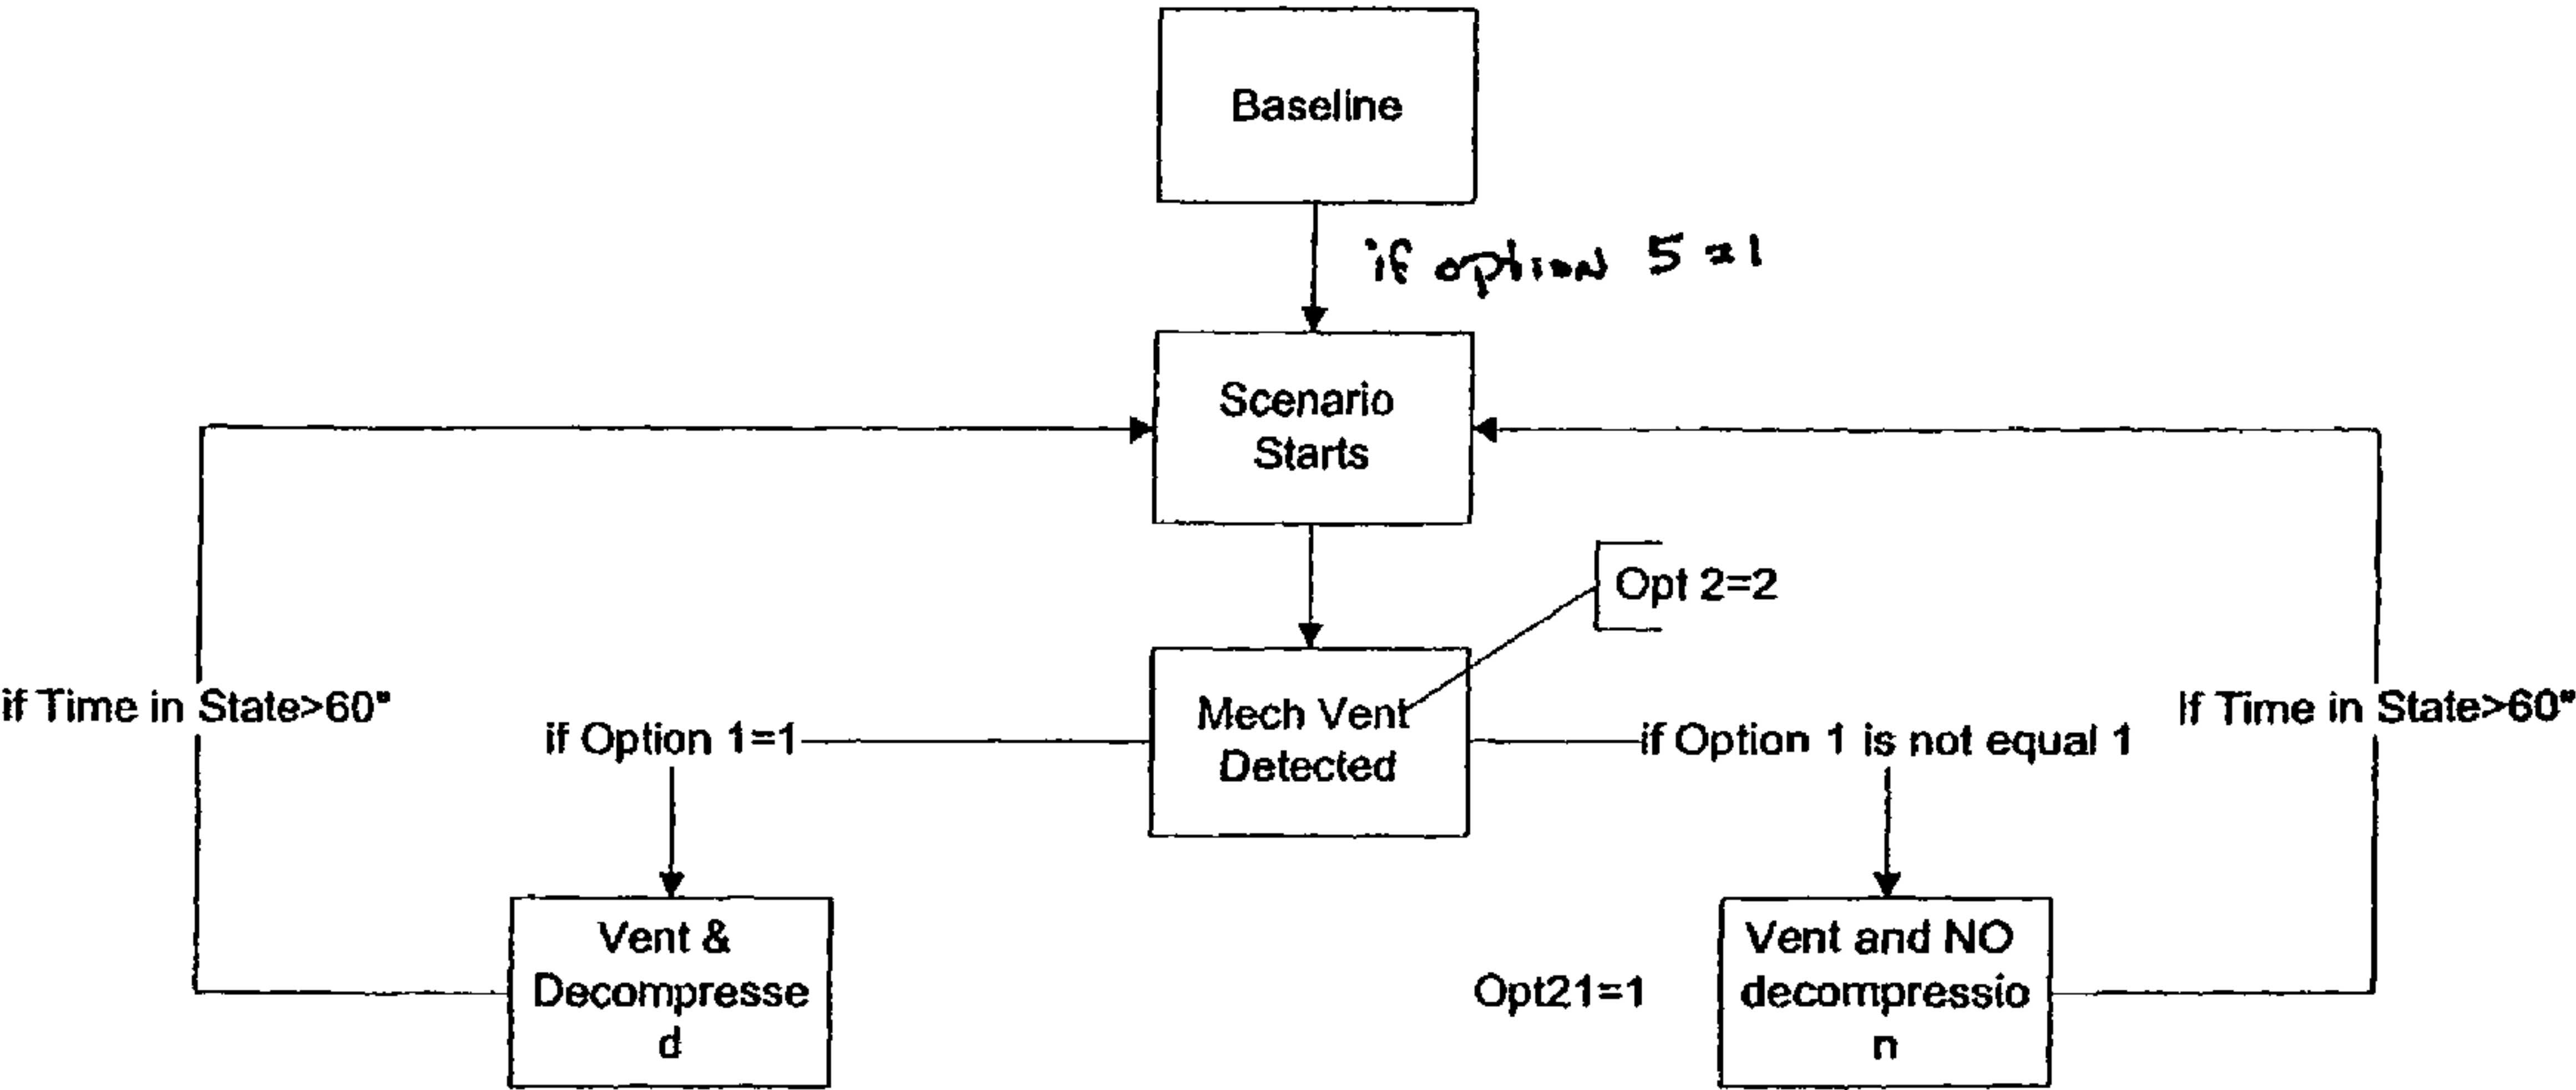 Baseline
if option 5=1
Scenario
Starts
Opt 2=2
if Time in State>60"
if Option 1=1
Mech Vent
Detected
if Option 1 is not equal 1
If Time in State>60"
Vent &
Decompresse
d
Opt21=1
Vent and NO
decompressio
n